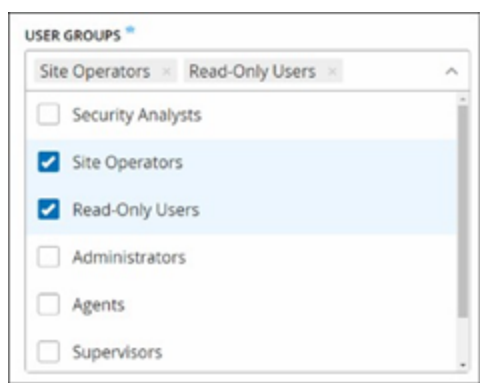 USER GROUPS *
Site Operators × Read-Only Users ×
Security Analysts
Site Operators
Read-Only Users
Administrators
Agents
Supervisors